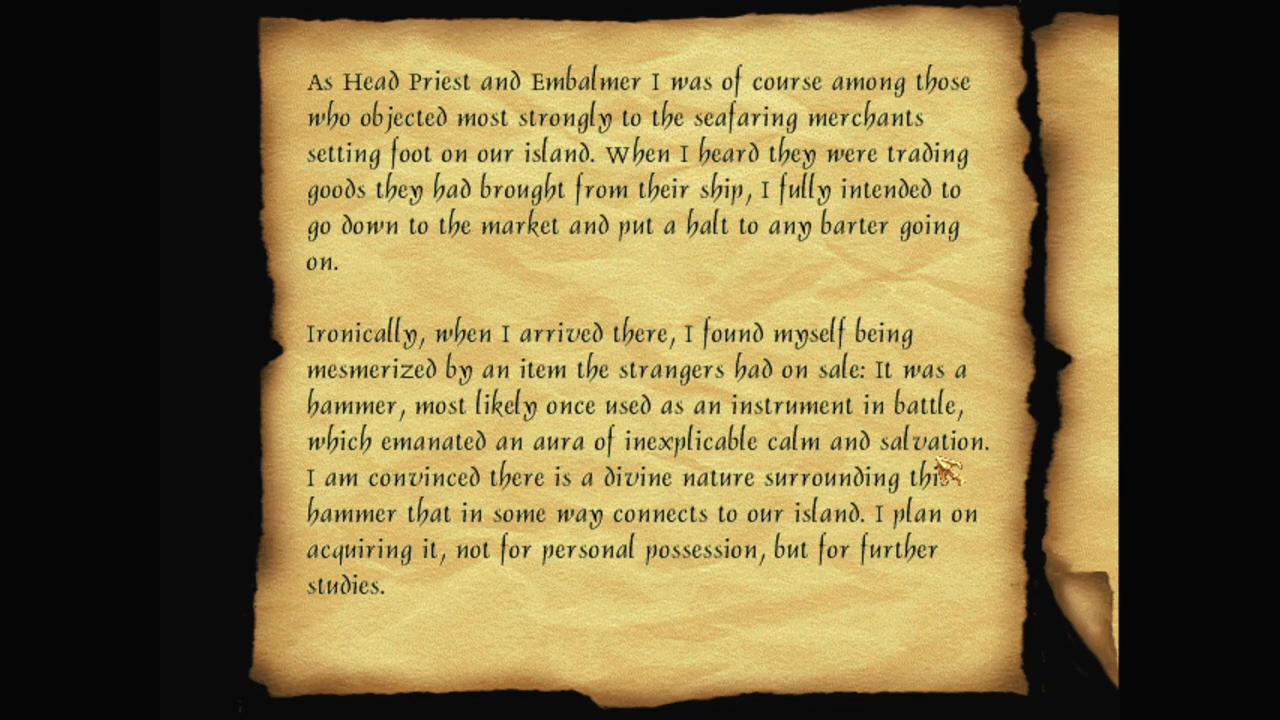 As Head Priest and Embalmer I was of course among those
who objected most strongly to the seafaring merchants
setting foot on our island. When I heard they were trading
goods they had brought from their ship, I fully intended to
go down to the market and put a halt to any barter going
on.
Ironically, when I arrived there, I found myself being
mesmerized by an item the strangers had on sale: It was a
hammer, most likely once used as an instrument in battle,
which emanated an aura of inexplicable calm and salvation.
I am convinced there is a divine nature surrounding this
hammer that in some way connects to our island. I plan on
acquiring it, not for personal possession, but for further
studies.